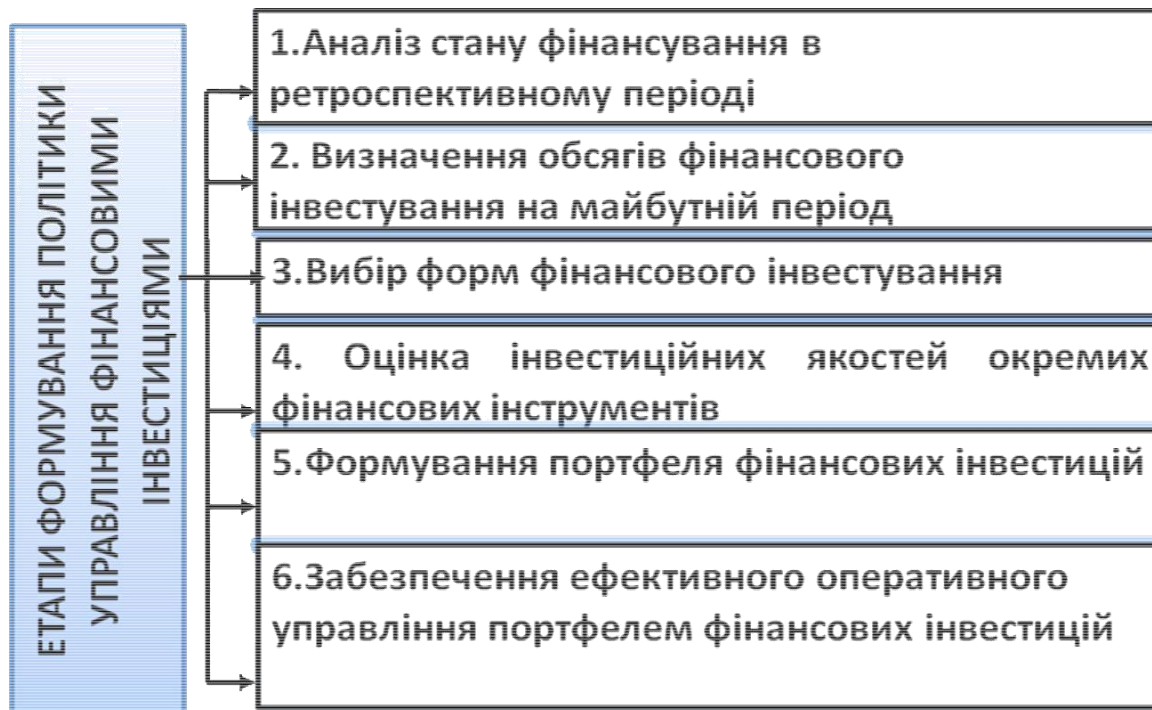 ЕТАПИ ФОРМУВАННЯ ПОЛІТИКИ
УПРАВЛІННЯ ФІНАНСОВИМИ
ІНВЕСТИЦІЯМИ
1.Аналіз стану фінансування в
ретроспективному періоді
2. Визначення обсягів фінансового
інвестування на майбутній період
3.Вибір форм фінансового інвестування
4. Оцінка інвестиційних якостей окремих
фінансових інструментів
5.Формування портфеля фінансових інвестицій
6.Забезпечення ефективного оперативного
управління портфелем фінансових інвестицій